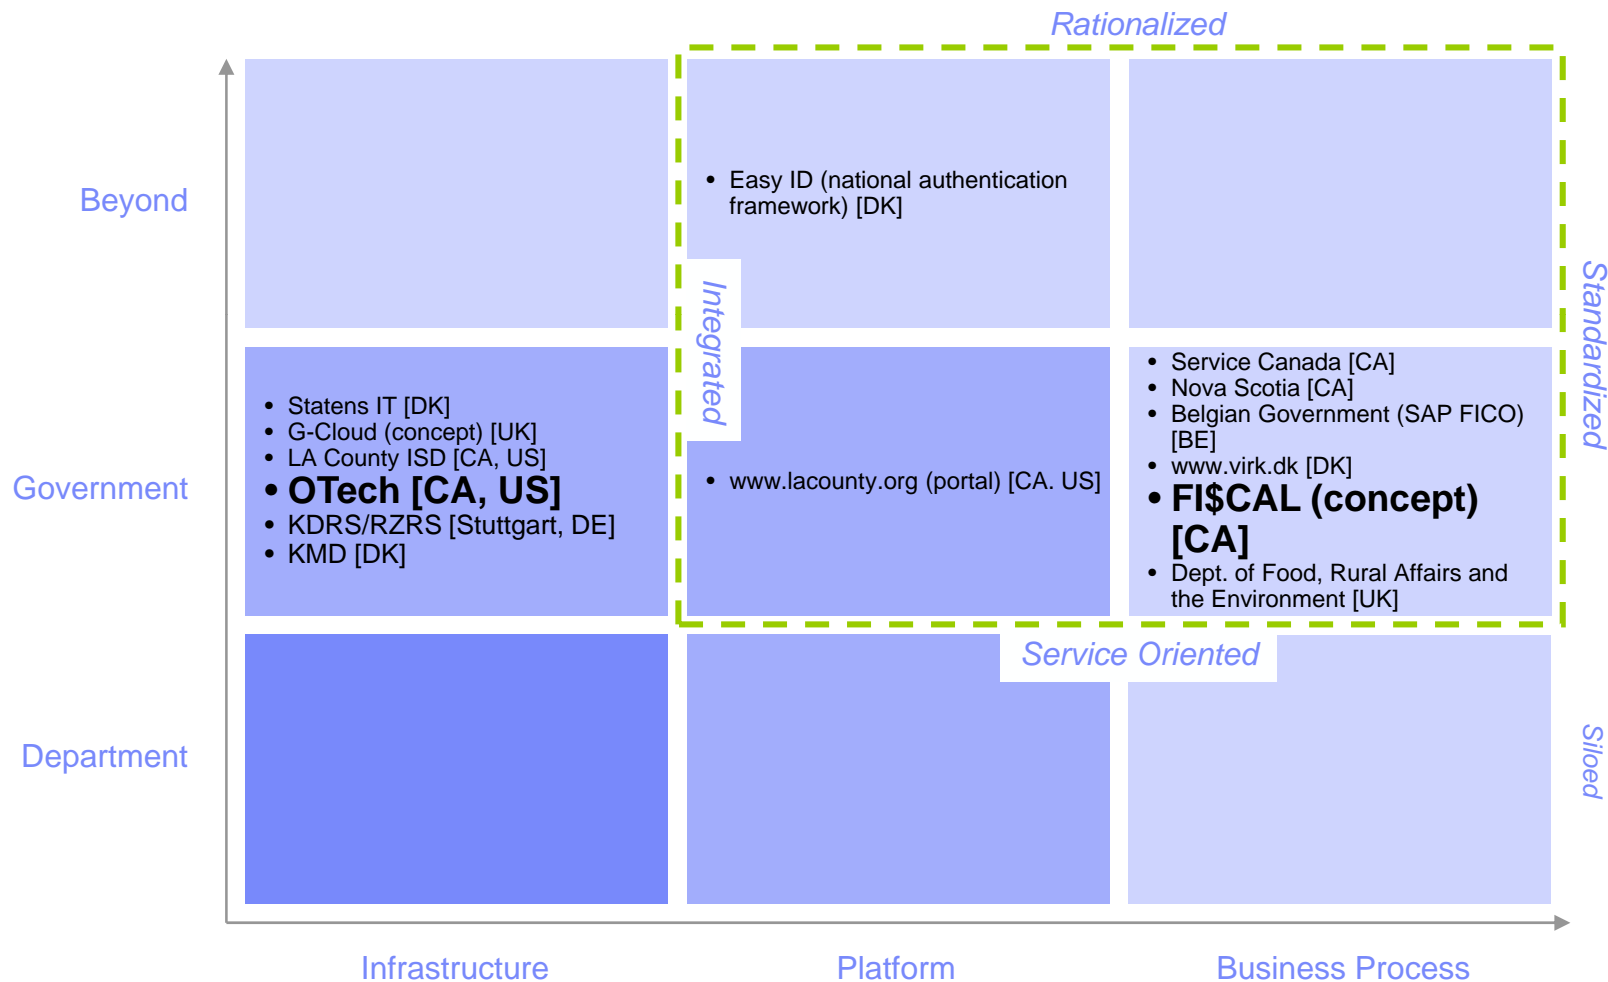 Rationalized
Beyond
• Easy ID (national authentication
framework) [DK]
Integrated
Standardized
Government
• Statens IT [DK]
• G-Cloud (concept) [UK]
• LA County ISD [CA, US]
• OTech [CA, US]
• KDRS/RZRS [Stuttgart, DE]
• KMD [DK]
• www.lacounty.org (portal) [CA. US]
• Service Canada [CA]
• Nova Scotia [CA]
• Belgian Government (SAP FICO)
[BE]
• www.virk.dk [DK]
• FI$CAL (concept)
[CA]
• Dept. of Food, Rural Affairs and
the Environment [UK]
Service Oriented
Department
Siloed
Infrastructure
Platform
Business Process